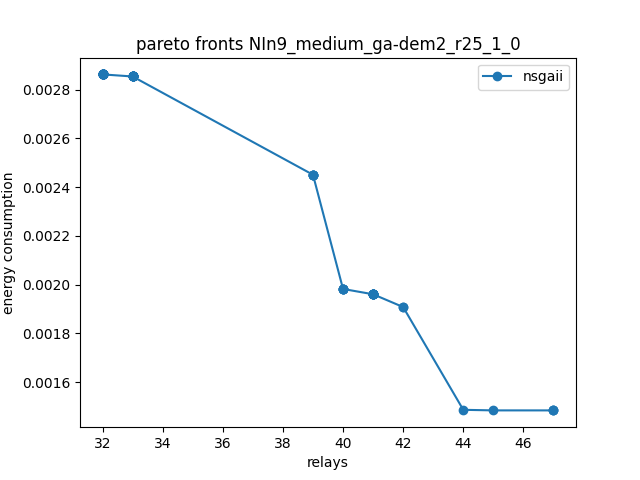 pareto fronts NIn9_medium_ga-dem2_r25_1_0
nsgaii
energy consumption
0.0028
0.0026
0.0024
0.0022
0.0020
0.0018
0.0016
32 34 36 38 40 42 44 46
relays